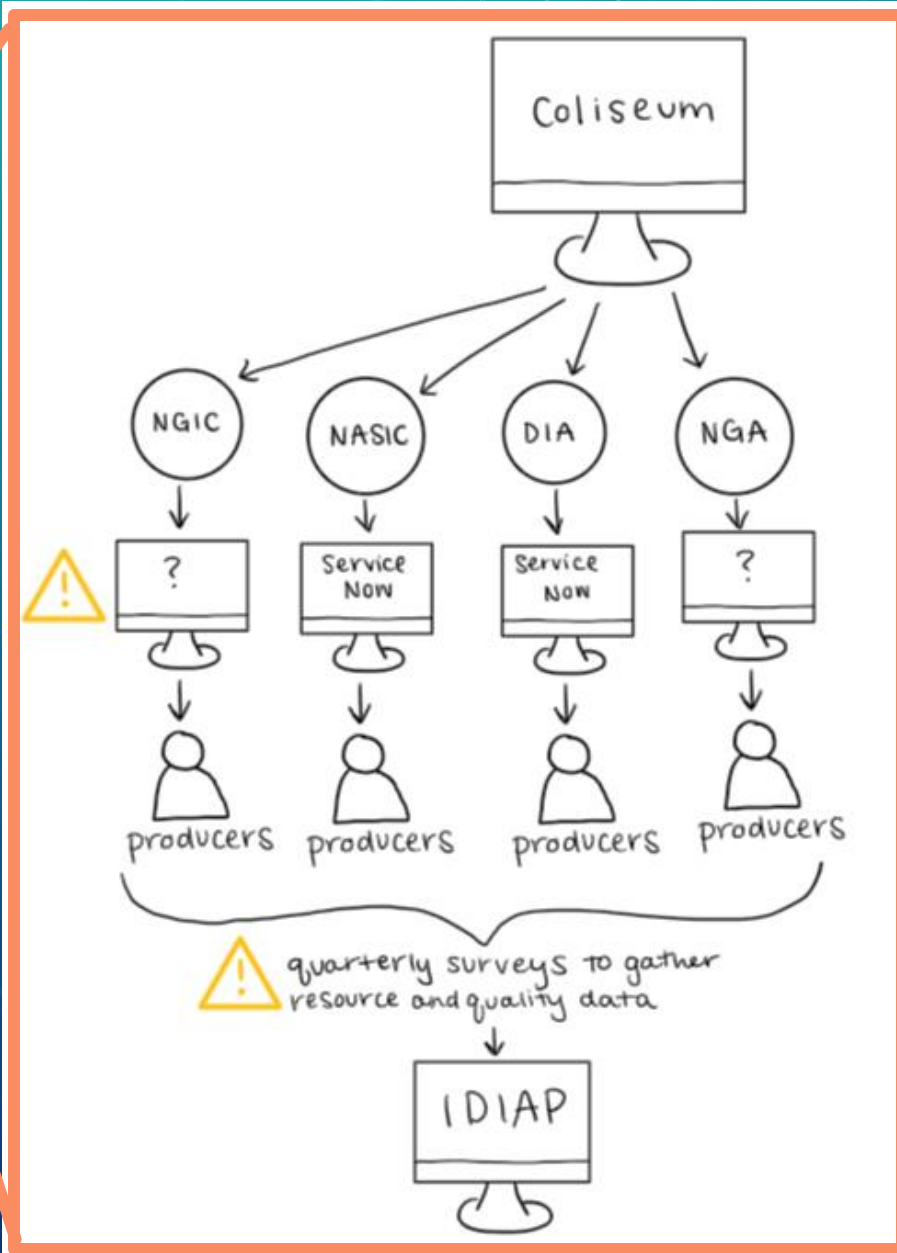 Coliseum
NGIC
NASIC
DIA
NGA
!
?
Service
Now
Service
Now
?
producers
producers
producers
producers
!
quarterly surveys to gather
resource and quality data
IDIAP